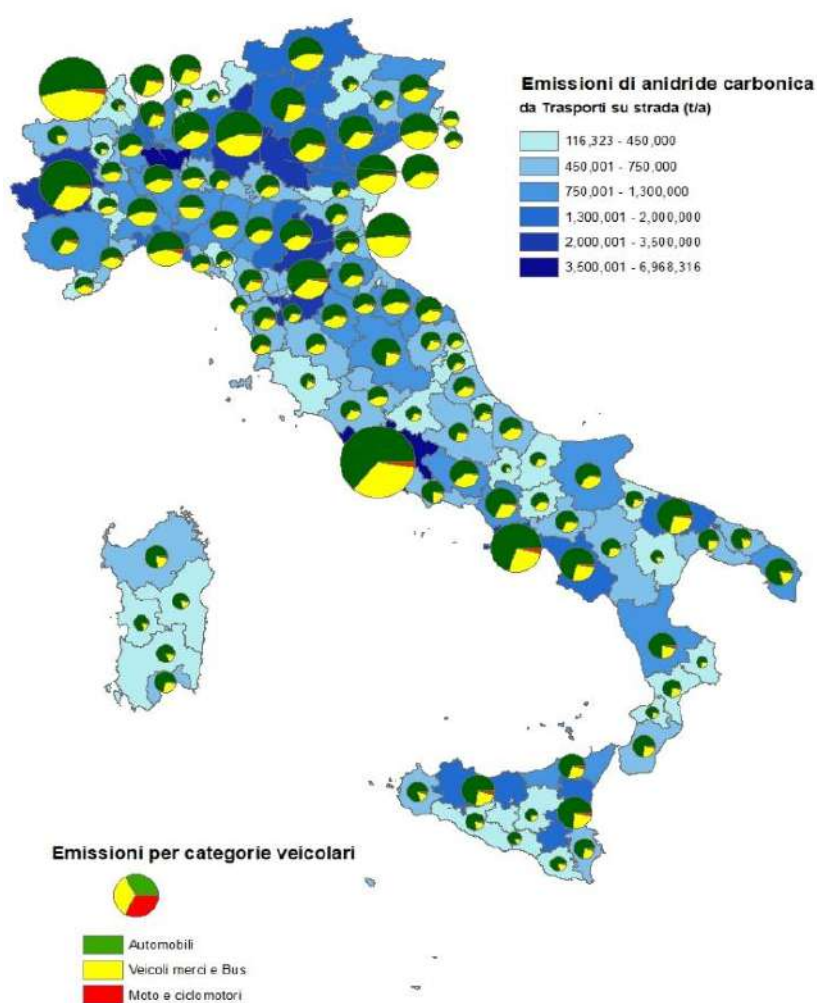 Emissioni di anidride carbonica
da Trasporti su strada (t/a)
116,323 - 450,000
450,001 - 750,000
750,001 - 1,300,000
1,300,001 - 2,000,000
2,000,001 - 3,500,000
3,500,001 - 6,968,316
Emissioni per categorie veicolari
Automobili
Veicoli merci e Bus
Moto e ciclomotori